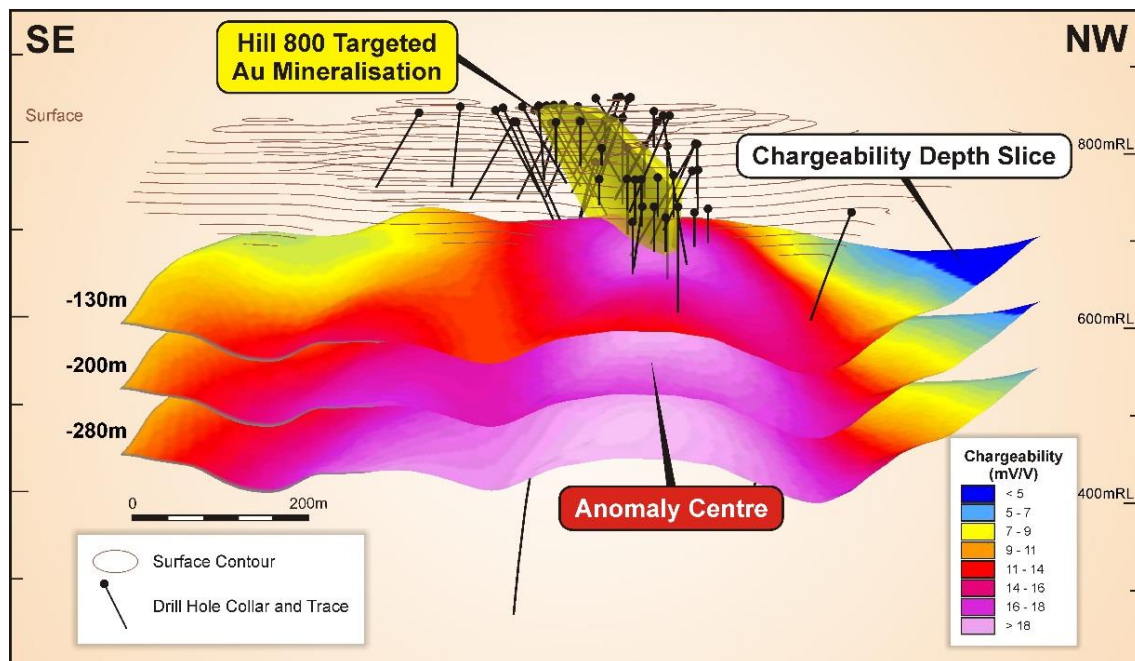 SE
NW
Hill 800 Targeted
Au Mineralisation
Surface
800mRL
Chargeability Depth Slice
-130m
600mRL
-200m
-280m
Chargeability
(mV/V)
< 5
5 - 7
7 - 9
9 - 11
11 - 14
14 - 16
16 - 18
> 18
400mRL
0
200m
Anomaly Centre
Surface Contour
Drill Hole Collar and Trace